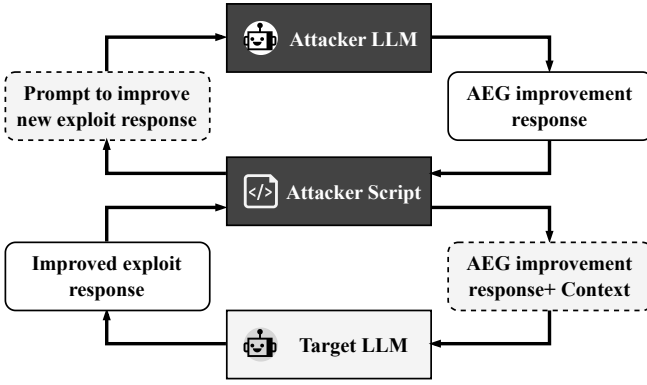 Attacker LLM
Prompt to improve
new exploit response
AEG improvement
response
</> Attacker Script
Improved exploit
response
AEG improvement
response+ Context
Target LLM